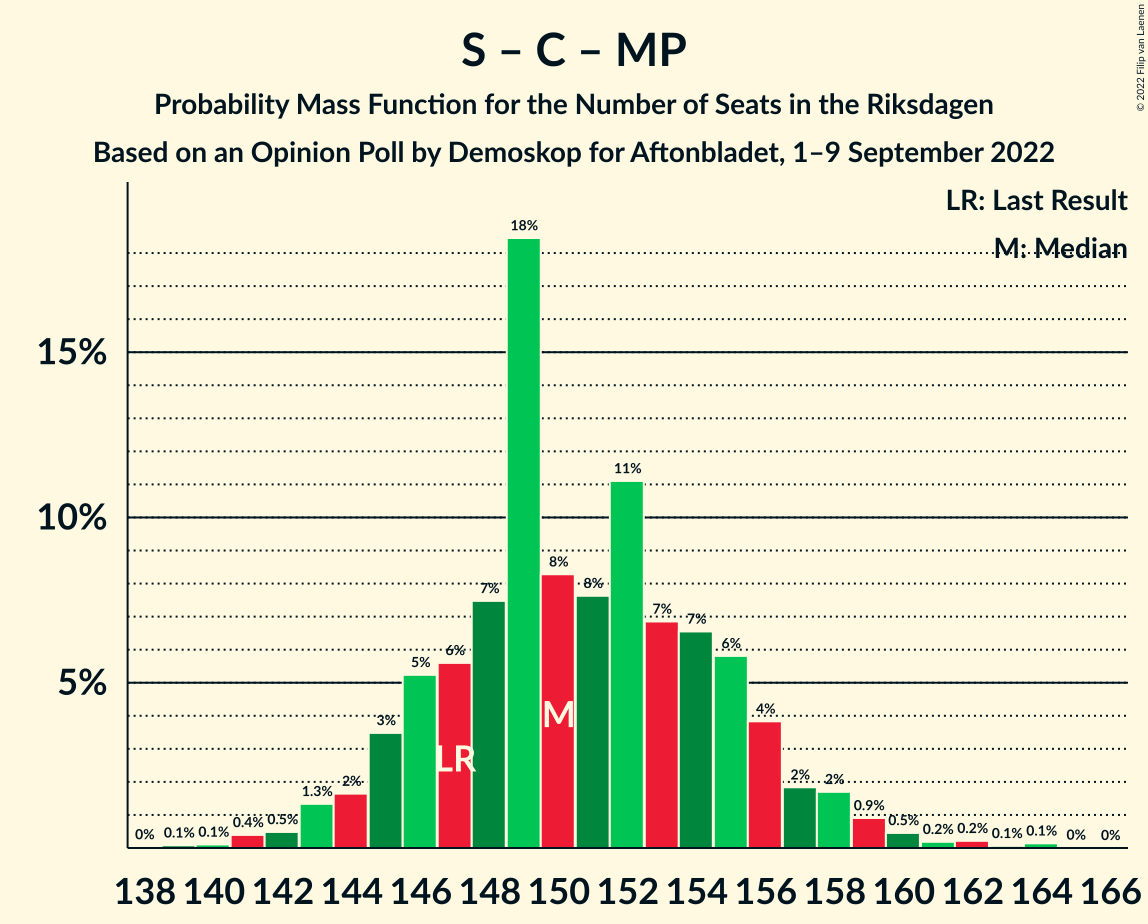 S – C – MP
Probability Mass Function for the Number of Seats in the Riksdagen
Based on an Opinion Poll by Demoskop for Aftonbladet, 1–9 September 2022
© 2022 Filip van Laenen
LR: Last Result
M: Median
15%
10%
5%
0% 0.1% 0.1% 0.4% 0.5% 1.3% 2% 3% 5% 6% 7% 18% 8% 8% 11% 7% 7% 6% 4% 2% 2% 0.9% 0.5% 0.2% 0.2% 0.1% 0.1% 0% 0%
LR
M
138 140 142 144 146 148 150 152 154 156 158 160 162 164 166